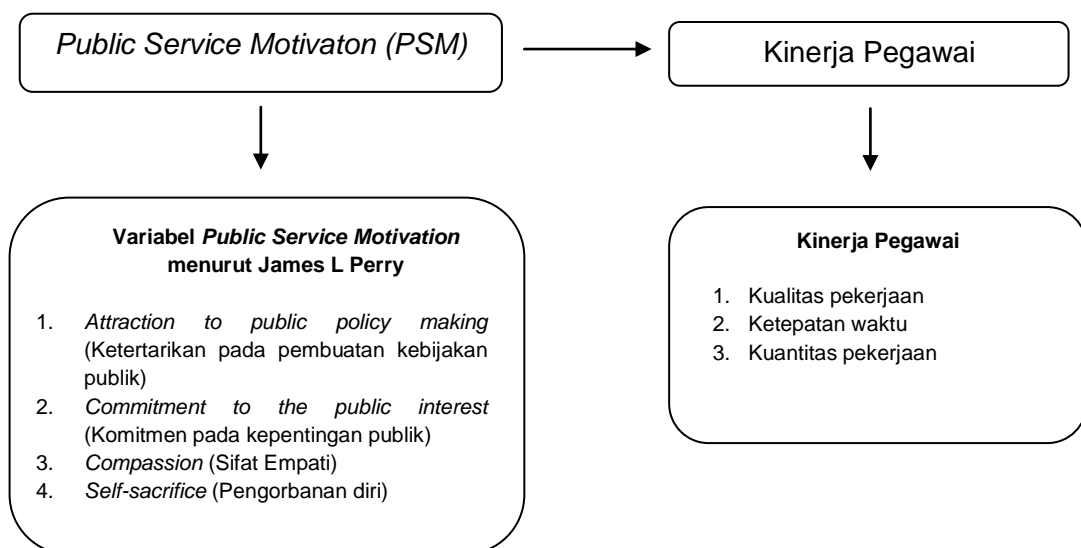 Public Service Motivaton (PSM)
Kinerja Pegawai
Variabel Public Service Motivation
menurut James L Perry
1. Attraction to public policy making
(Ketertarikan pada pembuatan kebijakan
publik)
2. Commitment to the public interest
(Komitmen pada kepentingan publik)
3. Compassion (Sifat Empati)
4. Self-sacrifice (Pengorbanan diri)
Kinerja Pegawai
1. Kualitas pekerjaan
2. Ketepatan waktu
3. Kuantitas pekerjaan